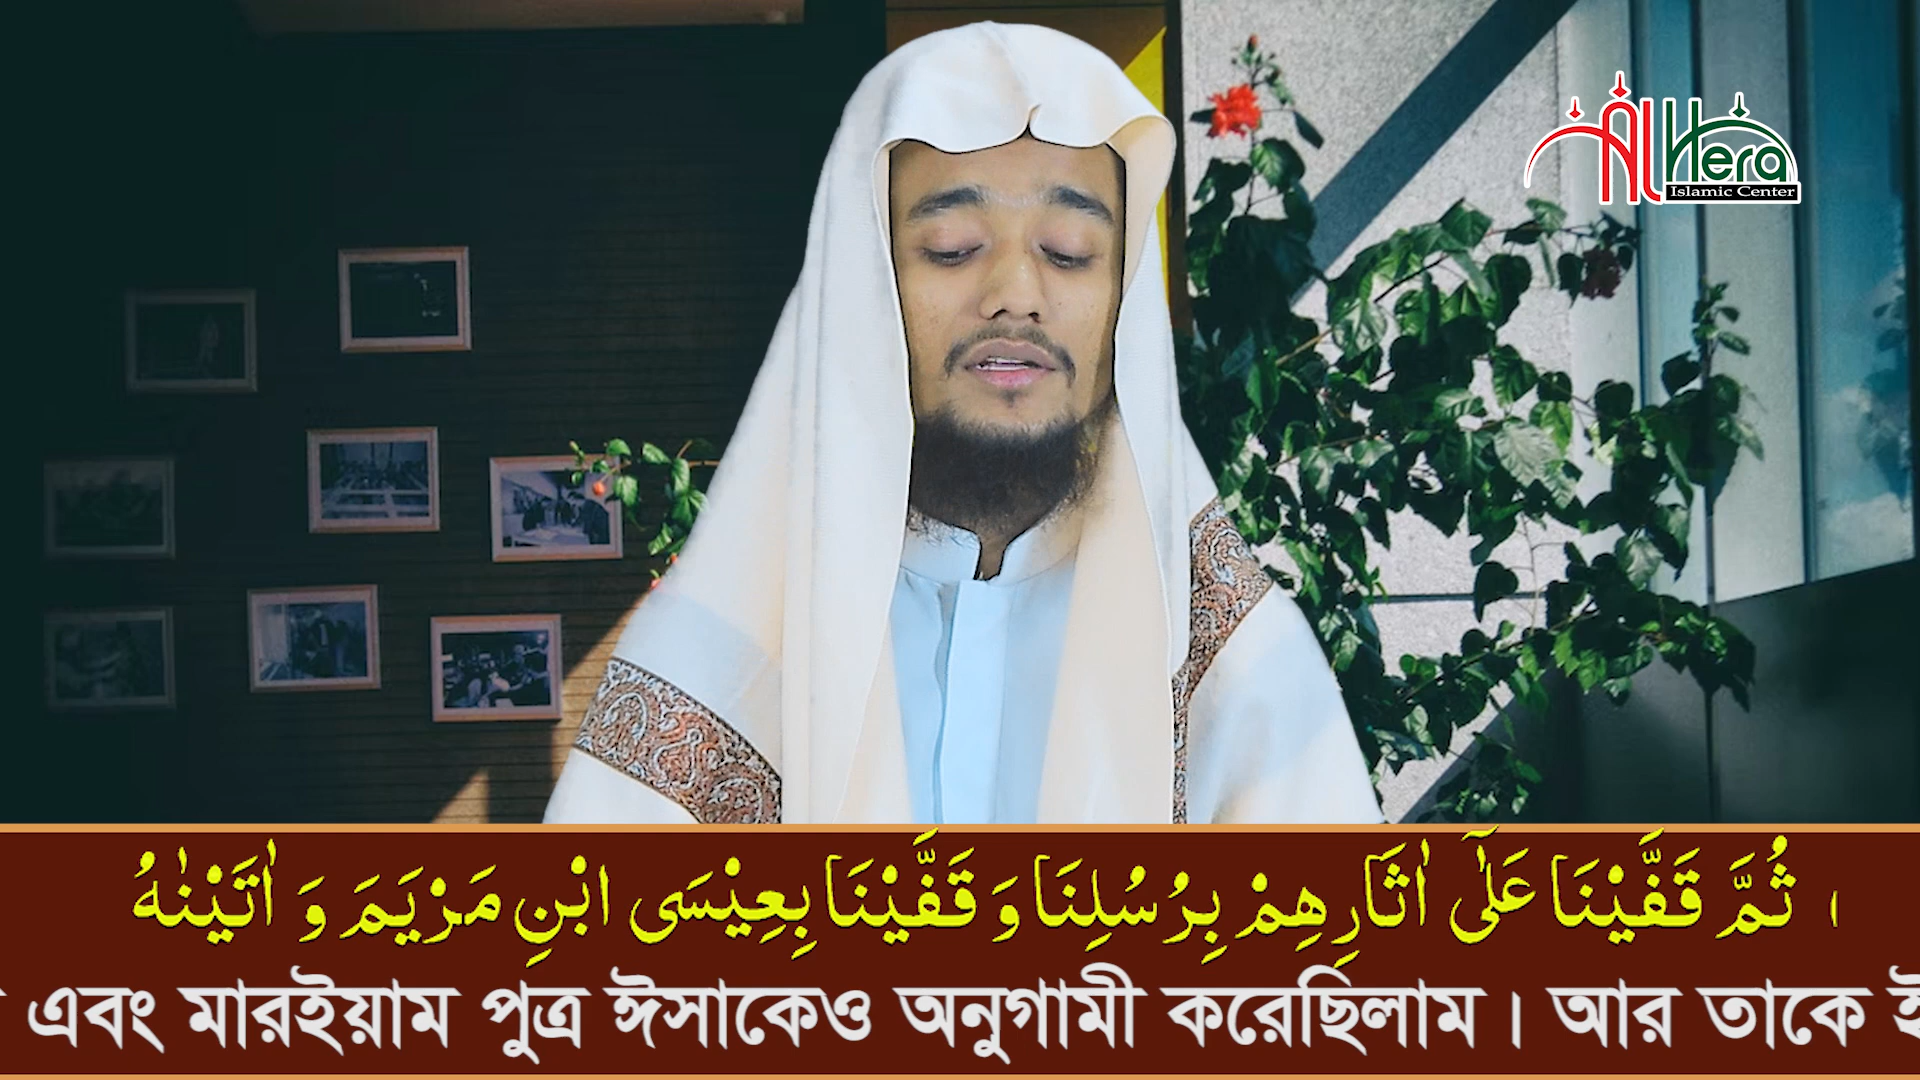 AL Hera
Islamic Center
ثُمَّ قَفَّيْنَا عَلٰۤى اٰثَارِهِمْ بِرُسُلِنَا وَ قَفَّيْنَا بِعِيْسَى ابْنِ مَرْيَمَ وَ اٰتَيْنٰهُ
এবং মারইয়াম পুত্র ঈসাকেও অনুগামী করেছিলাম। আর তাকে